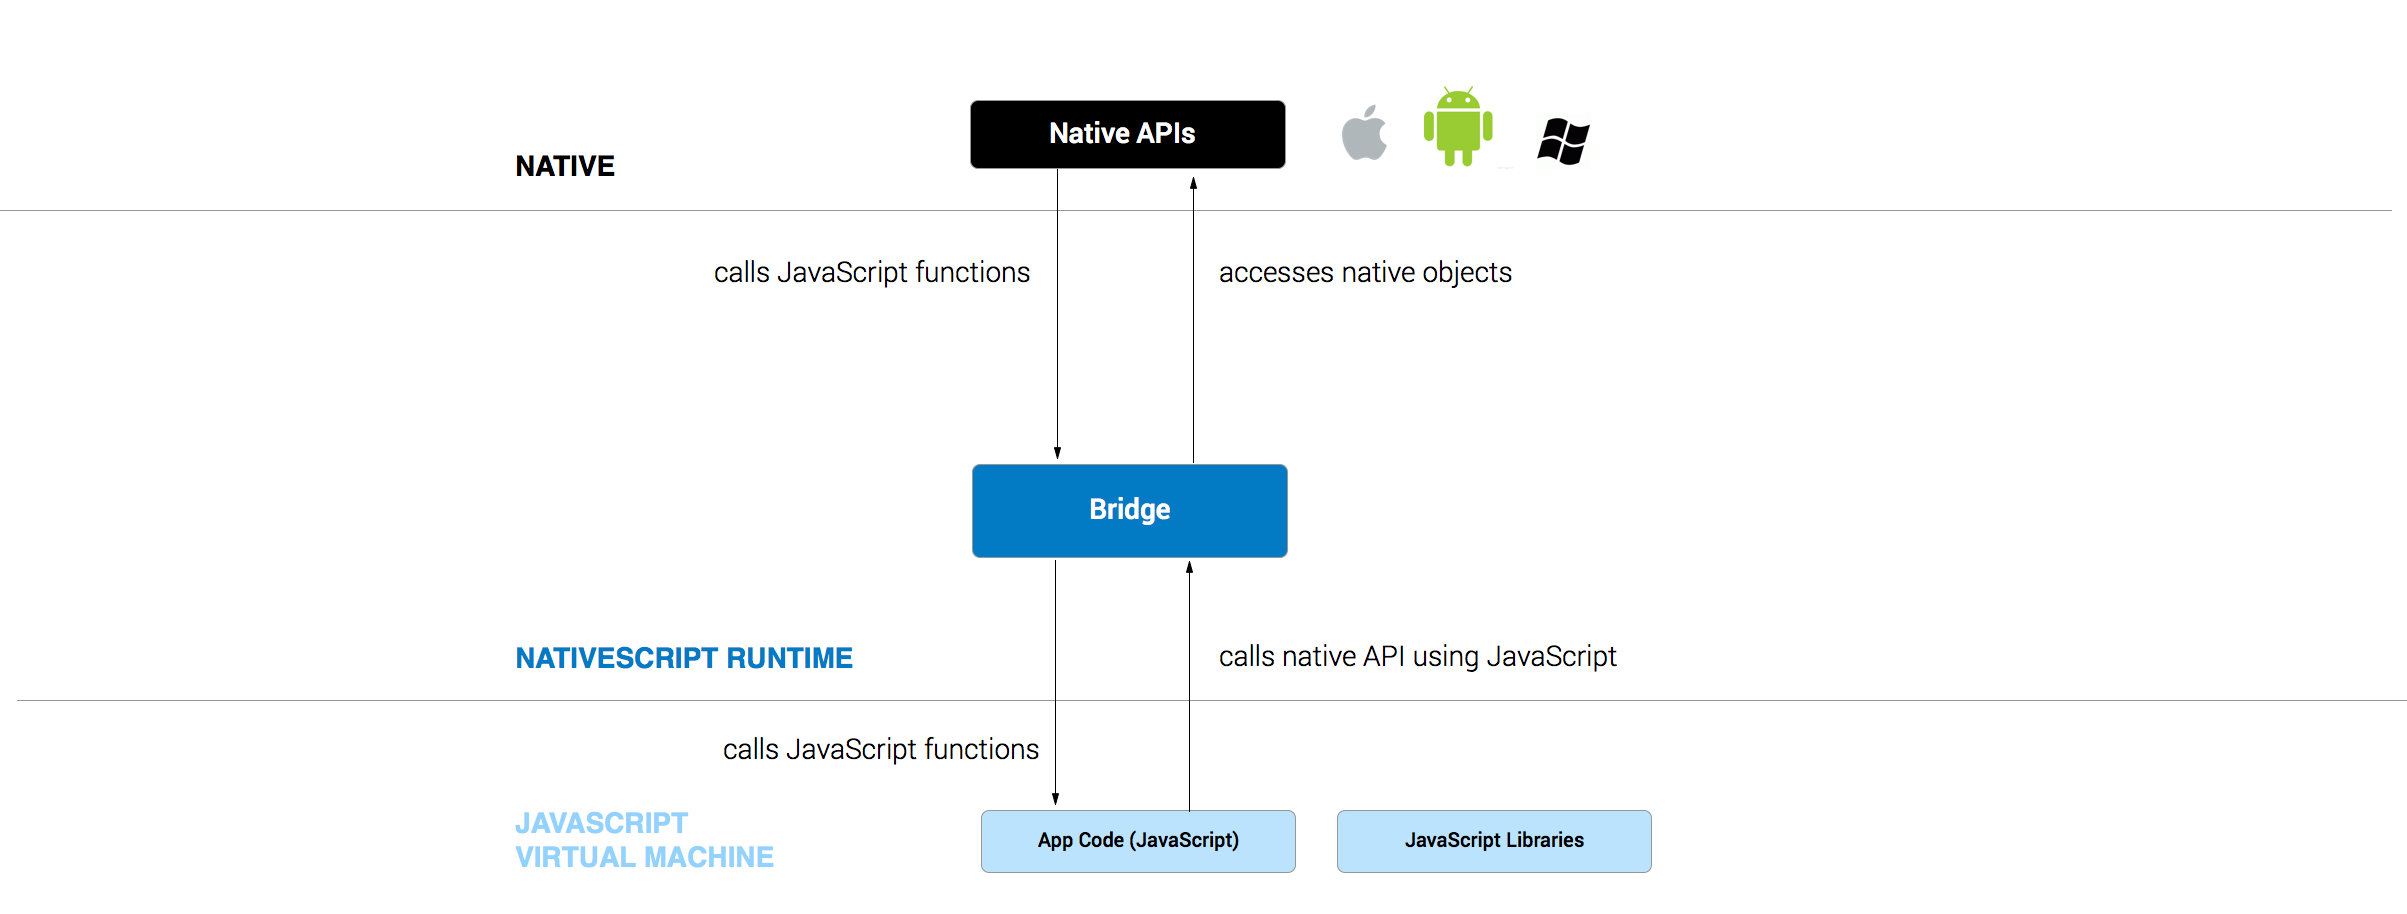 Native APIs
NATIVE
calls JavaScript functions
accesses native objects
Bridge
NATIVESCRIPT RUNTIME
calls native API using JavaScript
calls JavaScript functions
JAVASCRIPT
VIRTUAL MACHINE
App Code (JavaScript)
JavaScript Libraries